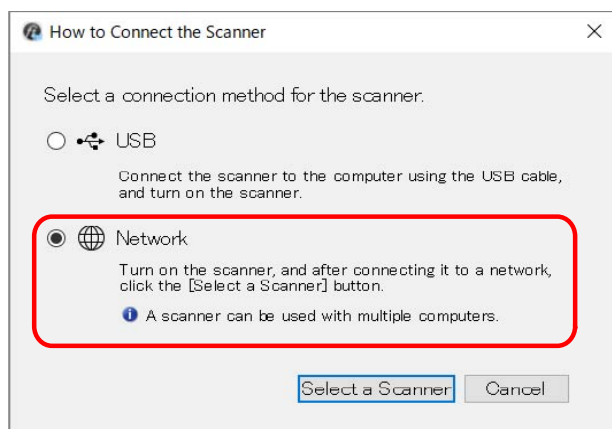 How to Connect the Scanner
Select a connection method for the scanner.
USB
Connect the scanner to the computer using the USB cable,
and turn on the scanner.
Network
Turn on the scanner, and after connecting it to a network,
click the [Select a Scanner] button.
A scanner can be used with multiple computers.
Select a Scanner Cancel